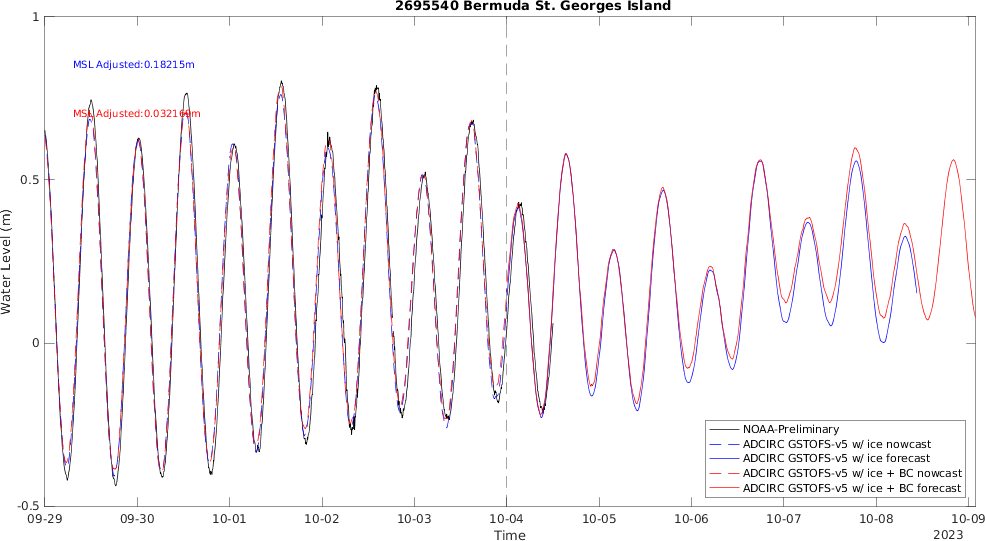 2695540 Bermuda St. Georges Island
1
MSL Adjusted:0.18215m
MSL Adjusted:0.032169m
0.5
Water Level (m)
0
NOAA-Preliminary
ADCIRC GSTOFS-v5 w/ ice nowcast
ADCIRC GSTOFS-v5 w/ ice forecast
ADCIRC GSTOFS-v5 w/ ice + BC nowcast
ADCIRC GSTOFS-v5 w/ ice + BC forecast
-0.5
09-29 09-30 10-01 10-02 10-03 10-04 10-05 10-06 10-07 10-08 10-09
Time
2023